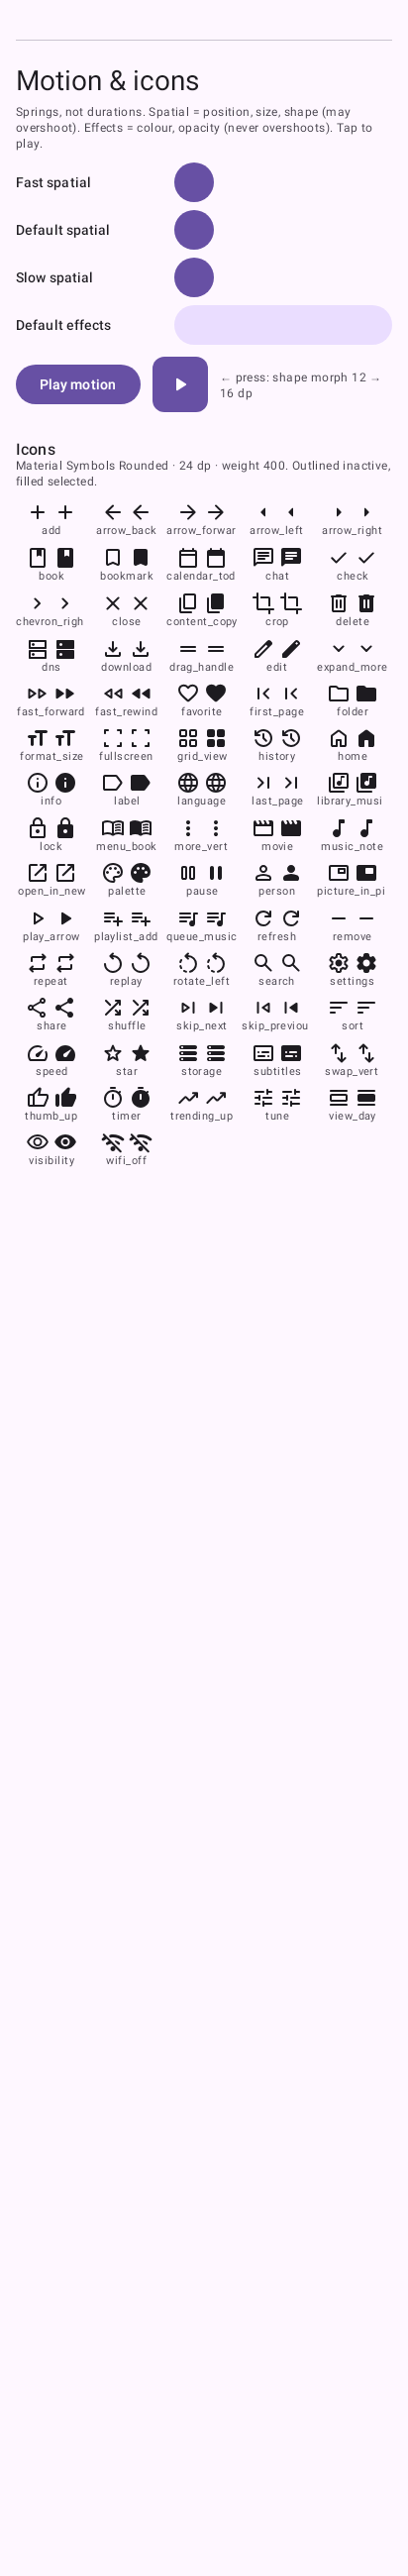 Motion & icons
Springs, not durations. Spatial = position, size, shape (may
overshoot). Effects = colour, opacity (never overshoots). Tap to
play.
Fast spatial
Default spatial
Slow spatial
Default effects
Play motion
← press: shape morph 12 →
16 dp
Icons
Material Symbols Rounded · 24 dp · weight 400. Outlined inactive,
filled selected.
add arrow_back arrow_forwar arrow_left arrow_right
book bookmark calendar_tod chat check
chevron_righ close content_copy crop delete
dns download drag_handle edit expand_more
fast_forward fast_rewind favorite first_page folder
format_size fullscreen grid_view history home
info label language last_page library_musi
lock menu_book more_vert movie music_note
open_in_new palette pause person picture_in_pi
play_arrow playlist_add queue_music refresh remove
repeat replay rotate_left search settings
share shuffle skip_next skip_previou sort
speed star storage subtitles swap_vert
thumb_up timer trending_up tune view_day
visibility wifi_off